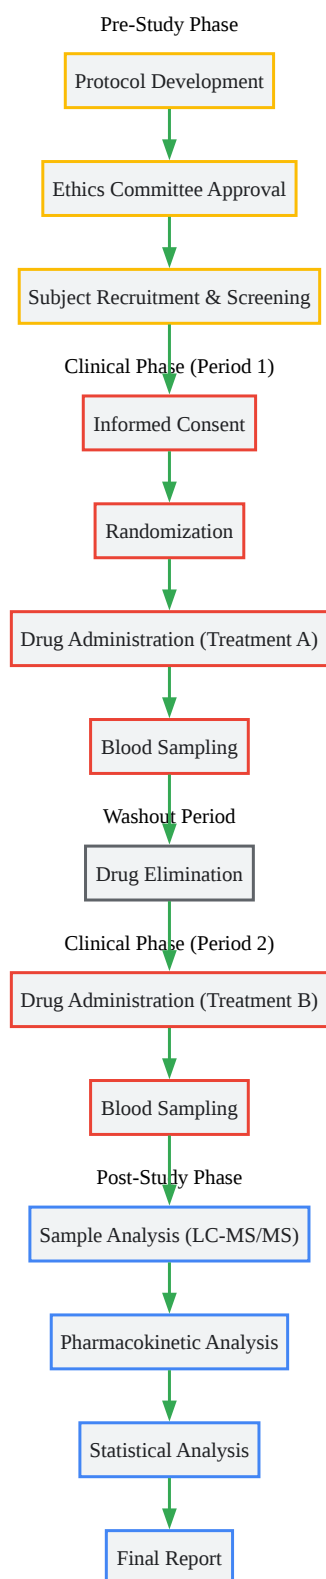 Pre-Study Phase
Protocol Development
Ethics Committee Approval
Subject Recruitment & Screening
Clinical Phase (Period 1)
Informed Consent
Randomization
Drug Administration (Treatment A)
Blood Sampling
Washout Period
Drug Elimination
Clinical Phase (Period 2)
Drug Administration (Treatment B)
Blood Sampling
Post-Study Phase
Sample Analysis (LC-MS/MS)
Pharmacokinetic Analysis
Statistical Analysis
Final Report